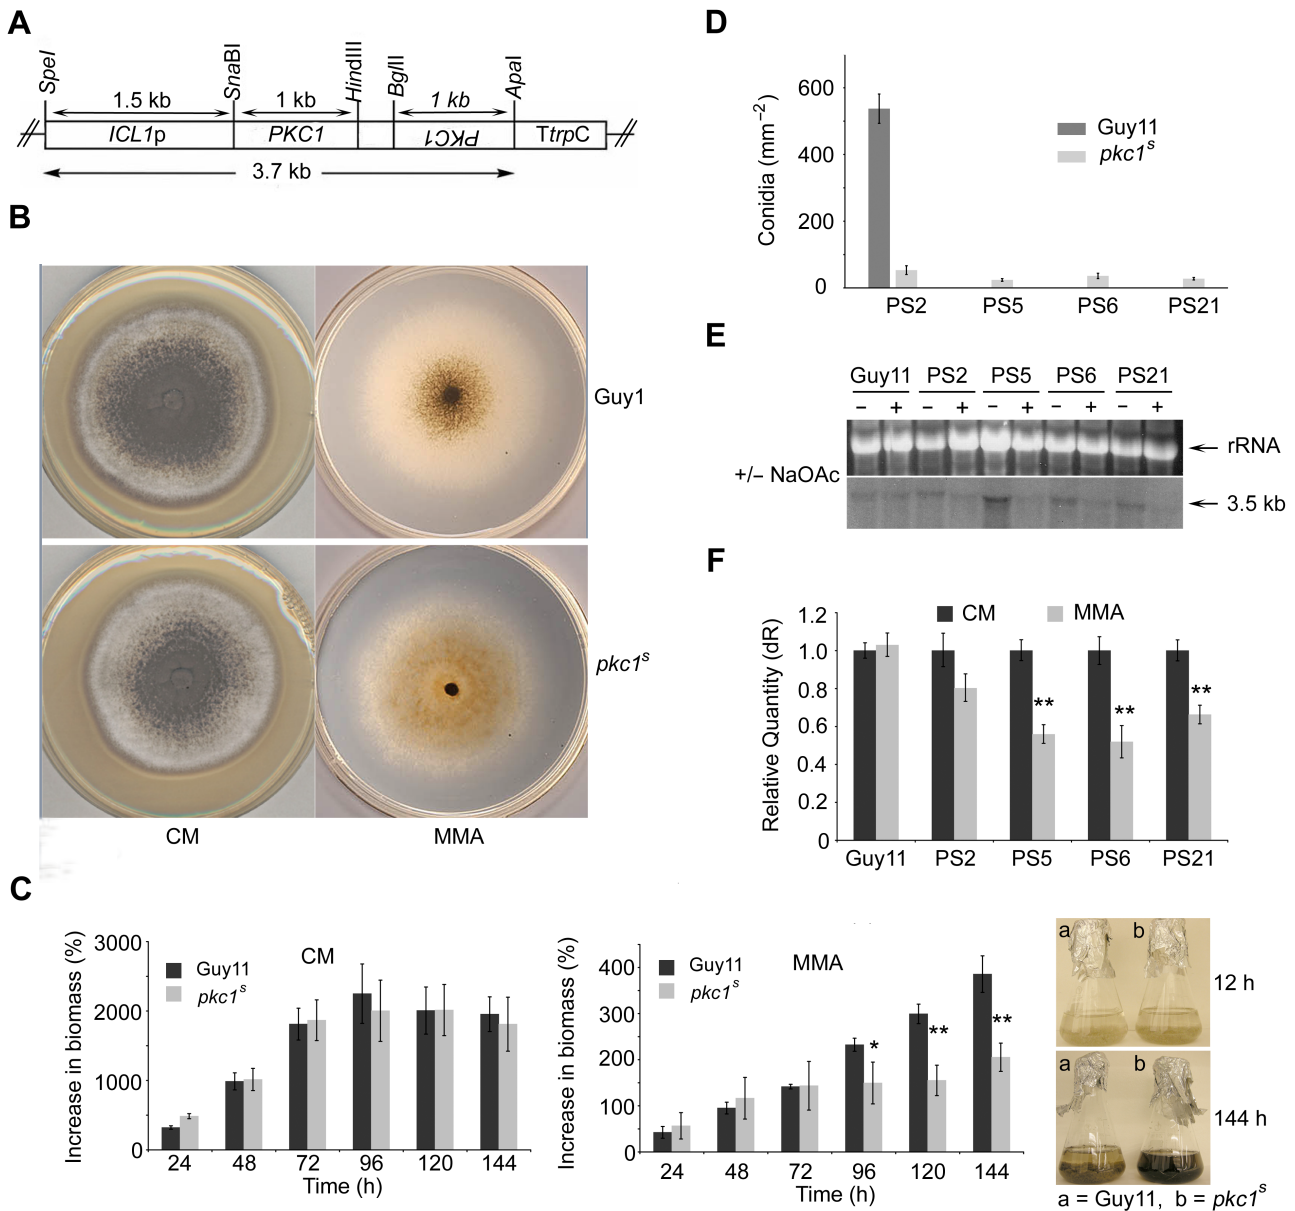 A
SpeI
SnaBI
HindIII
BglII
ApaI
1.5 kb
1 kb
1 kb
ICL1p
PKC1
PKC1
TtrpC
3.7 kb
B
Guy1
pkc1ˢ
CM
MMA
C
Increase in biomass (%)
3000
2000
1000
0
CM
Guy11
pkc1ˢ
24 48 72 96 120 144
Time (h)
Increase in biomass (%)
400
300
200
100
0
MMA
Guy11
pkc1ˢ
*
**
**
24 48 72 96 120 144
Time (h)
a b
12 h
a b
144 h
a = Guy11, b = pkc1ˢ
D
Conidia (mm⁻²)
600
400
200
0
Guy11
pkc1ˢ
PS2 PS5 PS6 PS21
E
Guy11 PS2 PS5 PS6 PS21
− + − + − + − + − +
rRNA
+/− NaOAc
3.5 kb
F
Relative Quantity (dR)
1.2
1.0
0.8
0.6
0.4
0.2
0
CM MMA
**
**
**
Guy11 PS2 PS5 PS6 PS21